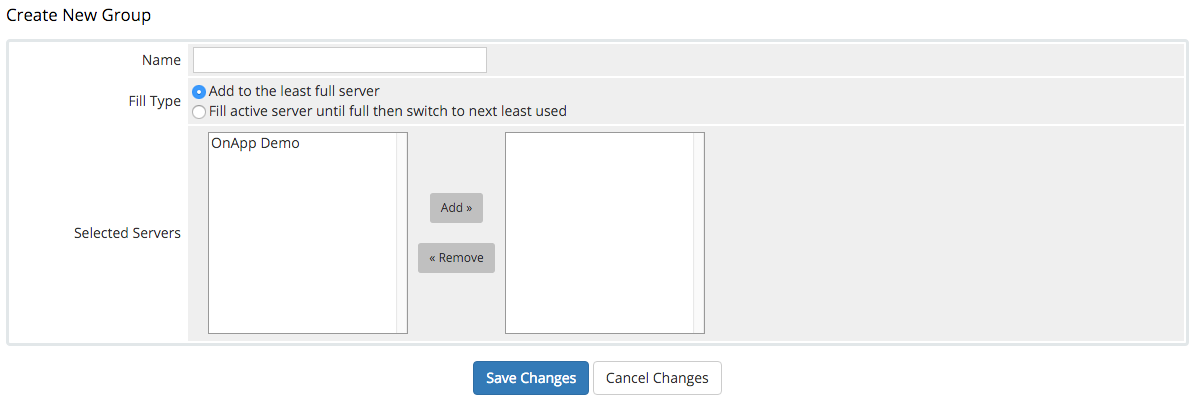 Create New Group
Name
Fill Type
Add to the least full server
Fill active server until full then switch to next least used
Selected Servers
OnApp Demo
Add »
« Remove
Save Changes
Cancel Changes